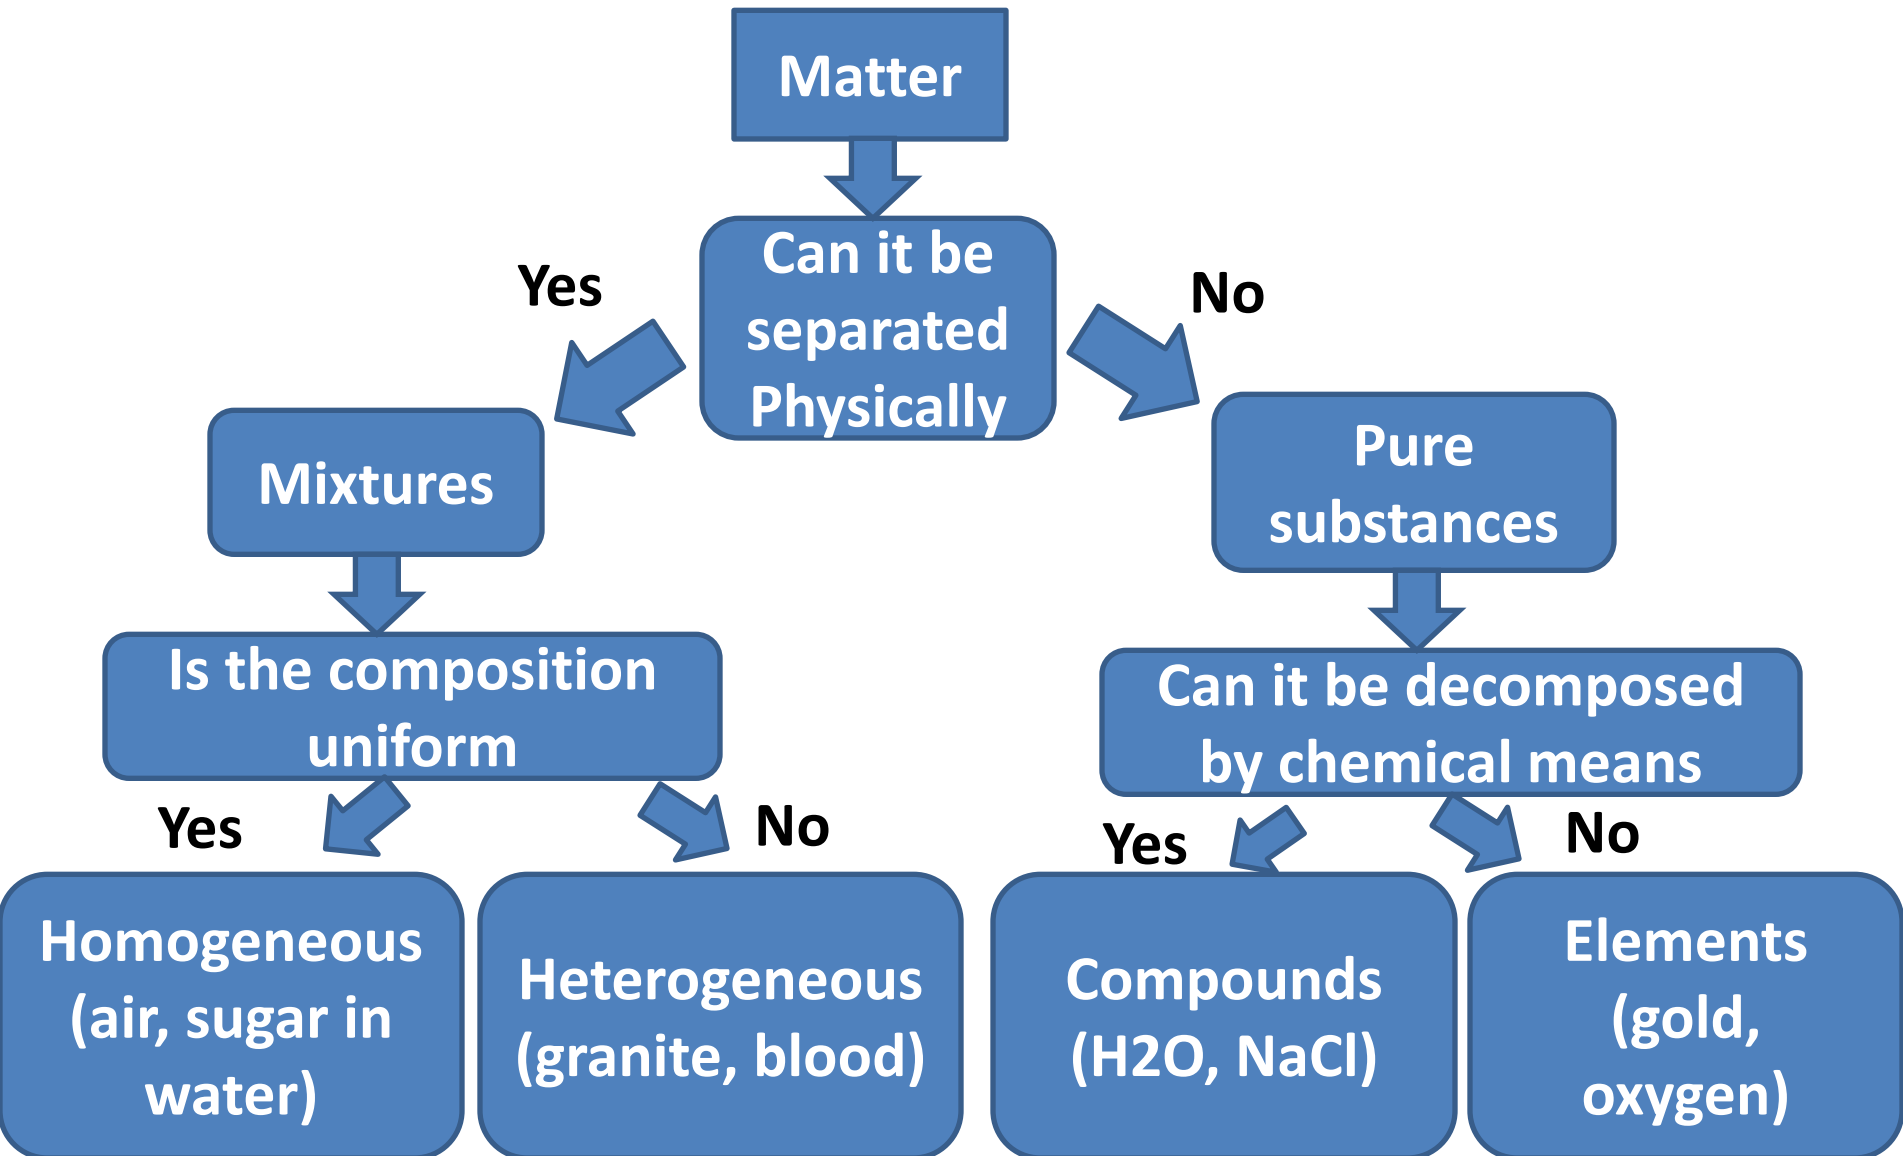 Matter
Can it be
separated
Physically
Yes
No
Mixtures
Pure
substances
Is the composition
uniform
Can it be decomposed
by chemical means
Yes
No
Yes
No
Homogeneous
(air, sugar in
water)
Heterogeneous
(granite, blood)
Compounds
(H2O, NaCl)
Elements
(gold,
oxygen)